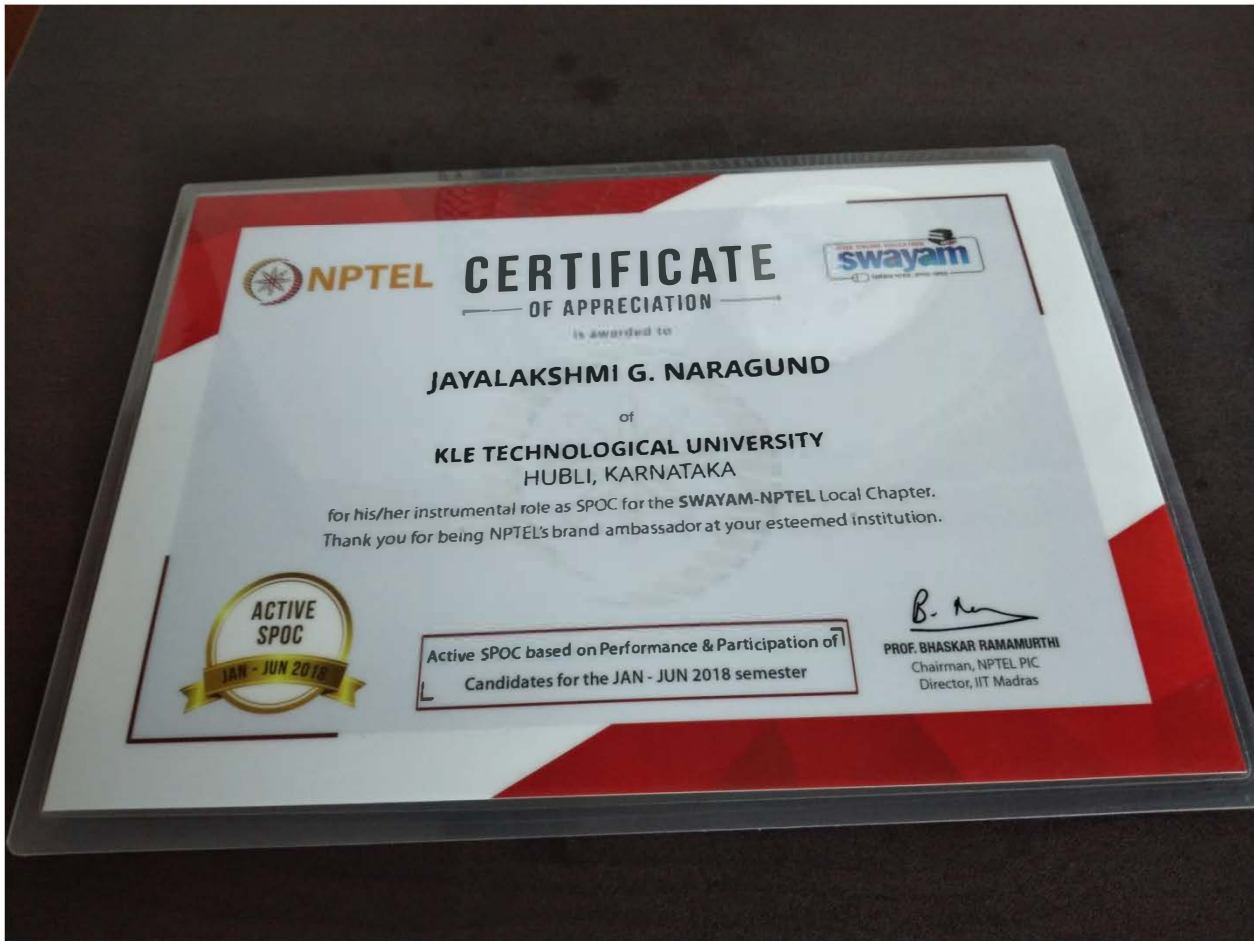 NPTEL
CERTIFICATE
OF APPRECIATION
swayam
is awarded to
JAYALAKSHMI G. NARAGUND
of
KLE TECHNOLOGICAL UNIVERSITY
HUBLI, KARNATAKA
for his/her instrumental role as SPOC for the SWAYAM-NPTEL Local Chapter.
Thank you for being NPTEL's brand ambassador at your esteemed institution.
ACTIVE
SPOC
JAN - JUN 2018
Active SPOC based on Performance & Participation of
Candidates for the JAN - JUN 2018 semester
PROF. BHASKAR RAMAMURTHI
Chairman, NPTEL PIC
Director, IIT Madras